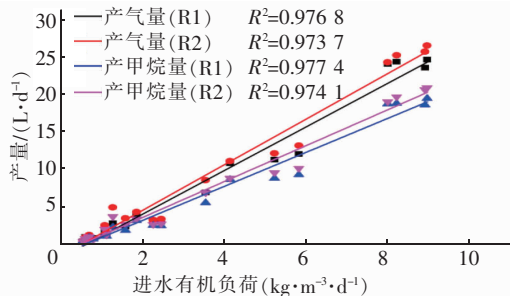 产气量(R1) R²=0.976 8
产气量(R2) R²=0.973 7
产甲烷量(R1) R²=0.977 4
产甲烷量(R2) R²=0.974 1
产量/(L·d⁻¹)
30
25
20
15
10
5
0 2 4 6 8 10
进水有机负荷(kg·m⁻³·d⁻¹)